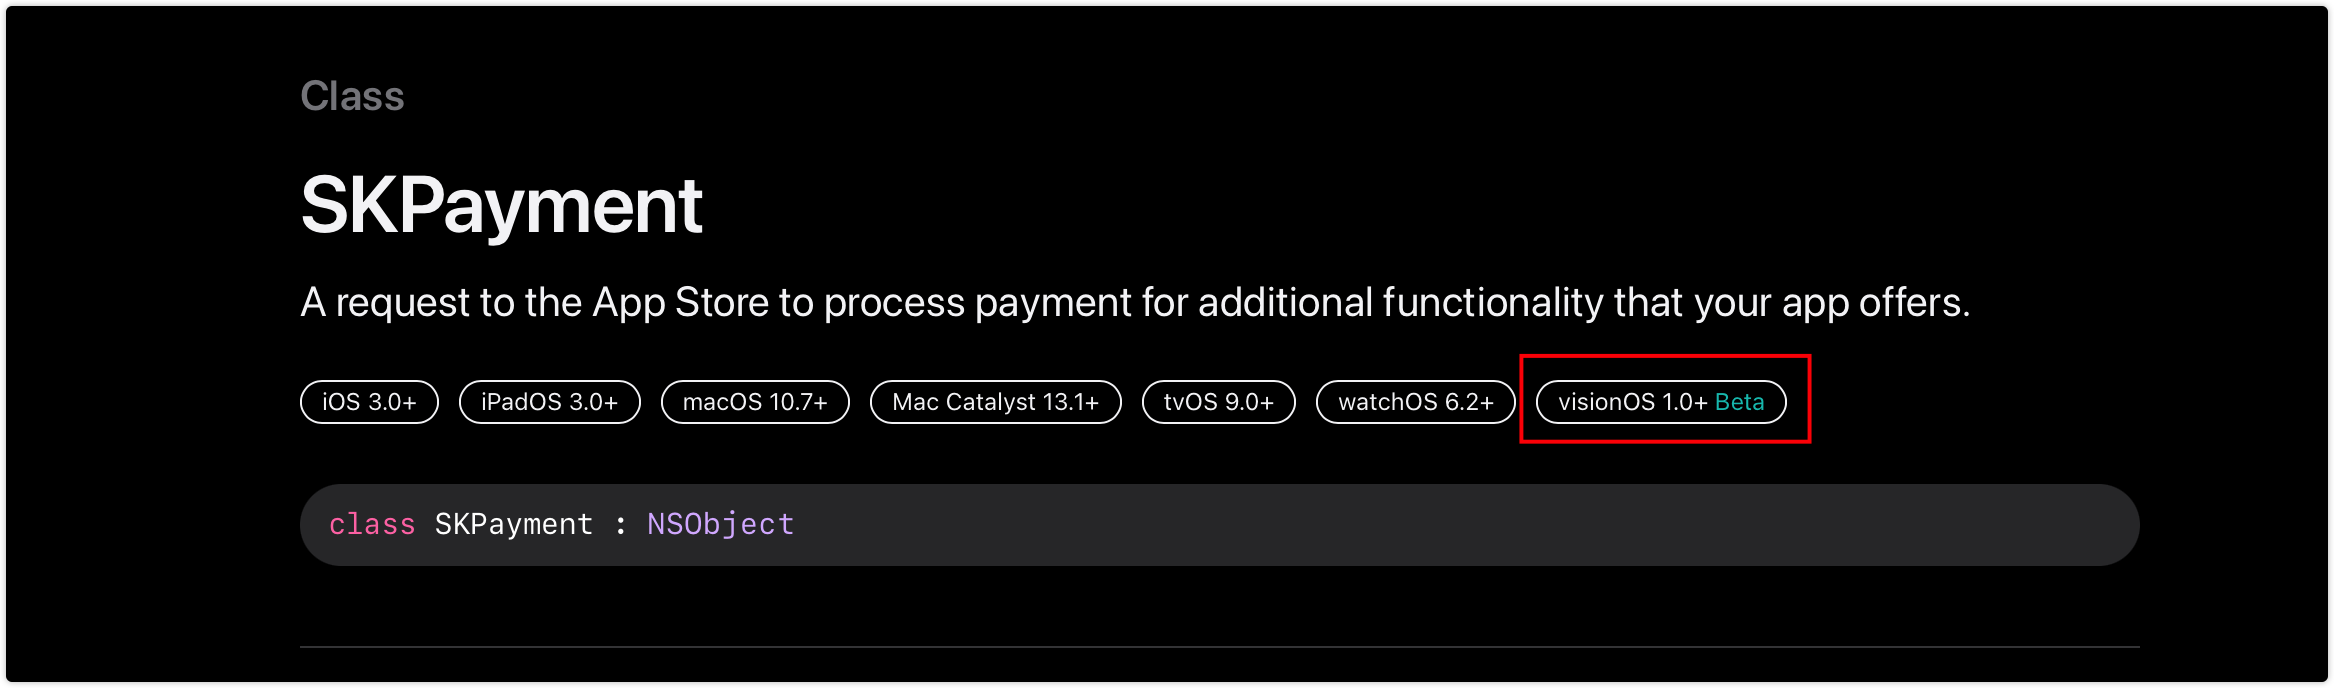 Class
SKPayment
A request to the App Store to process payment for additional functionality that your app offers.
iOS 3.0+ iPadOS 3.0+ macOS 10.7+ Mac Catalyst 13.1+ tvOS 9.0+ watchOS 6.2+ visionOS 1.0+ Beta
class SKPayment : NSObject